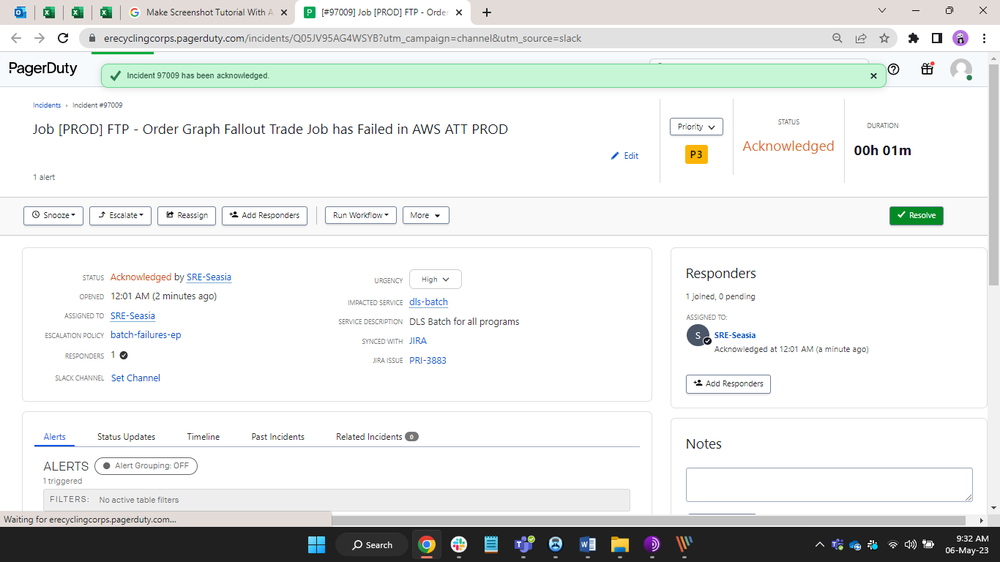 Make Screenshot Tutorial With A
[#97009] Job [PROD] FTP - Order
erecyclingcorps.pagerduty.com/incidents/Q05JV95AG4WSYB?utm_campaign=channel&utm_source=slack
PagerDuty
Incident 97009 has been acknowledged.
Incidents › Incident #97009
Job [PROD] FTP - Order Graph Fallout Trade Job has Failed in AWS ATT PROD
Edit
1 alert
Priority
P3
STATUS
Acknowledged
DURATION
00h 01m
Snooze
Escalate
Reassign
Add Responders
Run Workflow
More
Resolve
STATUS Acknowledged by SRE-Seasia
OPENED 12:01 AM (2 minutes ago)
ASSIGNED TO SRE-Seasia
ESCALATION POLICY batch-failures-ep
RESPONDERS 1
SLACK CHANNEL Set Channel
URGENCY High
IMPACTED SERVICE dls-batch
SERVICE DESCRIPTION DLS Batch for all programs
SYNCED WITH JIRA
JIRA ISSUE PRI-3883
Responders
1 joined, 0 pending
ASSIGNED TO:
S
SRE-Seasia
Acknowledged at 12:01 AM (a minute ago)
Add Responders
Alerts Status Updates Timeline Past Incidents Related Incidents 0
ALERTS
Alert Grouping: OFF
1 triggered
FILTERS: No active table filters
Notes
Waiting for erecyclingcorps.pagerduty.com...
Search
9:32 AM
06-May-23